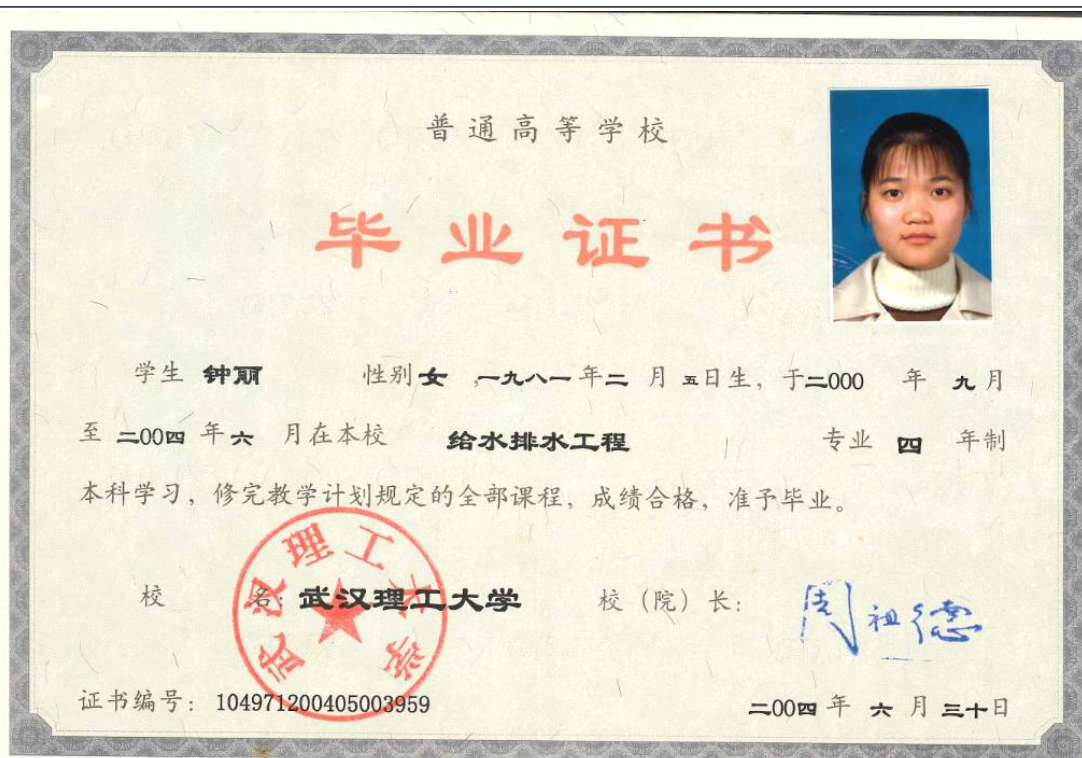 普通高等学校
毕业证书
学生 钟丽 性别 女 ,一九八一年二 月 五日生, 于二000 年 九月
至 二00四 年 六 月在本校 给水排水工程 专业 四 年制
本科学习, 修完教学计划规定的全部课程, 成绩合格, 准予毕业。
校 名: 武汉理工大学 校 (院) 长: 周祖德
武汉理工大学
证书编号: 104971200405003959 二00四 年 六 月 三十日